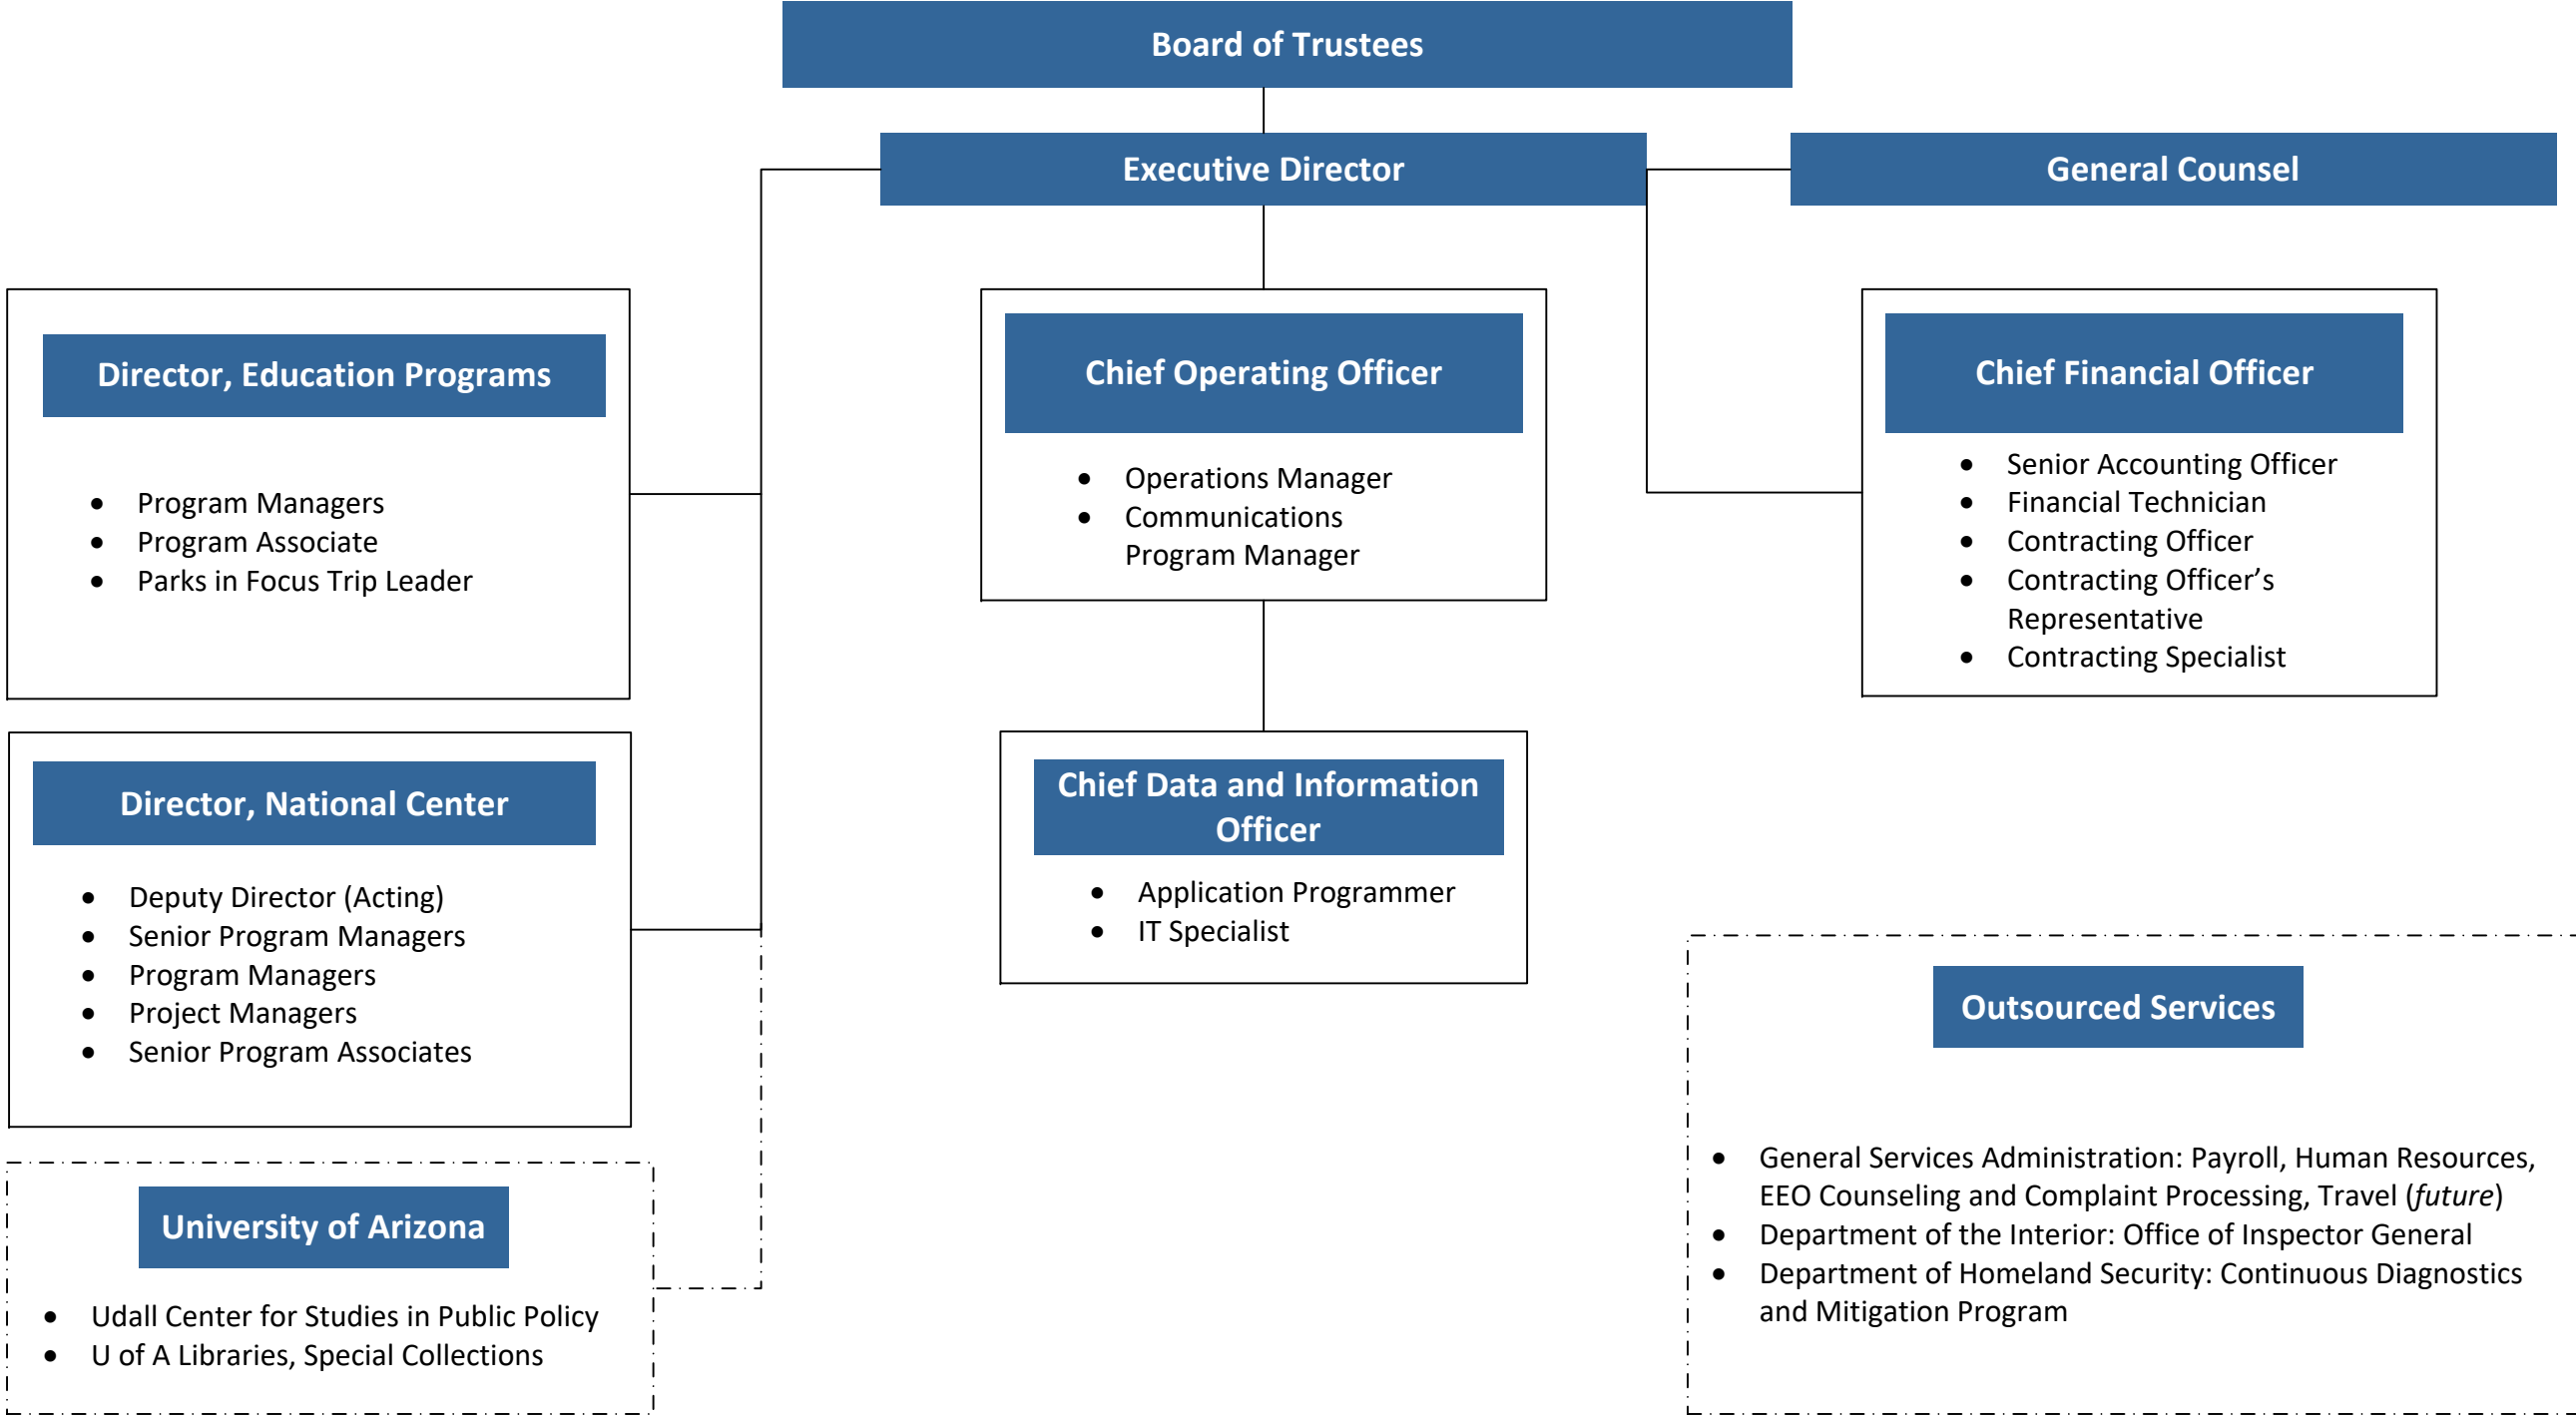 Board of Trustees
Executive Director
General Counsel
Director, Education Programs
• Program Managers
• Program Associate
• Parks in Focus Trip Leader
Chief Operating Officer
• Operations Manager
• Communications
Program Manager
Chief Financial Officer
• Senior Accounting Officer
• Financial Technician
• Contracting Officer
• Contracting Officer’s
Representative
• Contracting Specialist
Director, National Center
• Deputy Director (Acting)
• Senior Program Managers
• Program Managers
• Project Managers
• Senior Program Associates
Chief Data and Information
Officer
• Application Programmer
• IT Specialist
University of Arizona
• Udall Center for Studies in Public Policy
• U of A Libraries, Special Collections
Outsourced Services
• General Services Administration: Payroll, Human Resources,
EEO Counseling and Complaint Processing, Travel (future)
• Department of the Interior: Office of Inspector General
• Department of Homeland Security: Continuous Diagnostics
and Mitigation Program